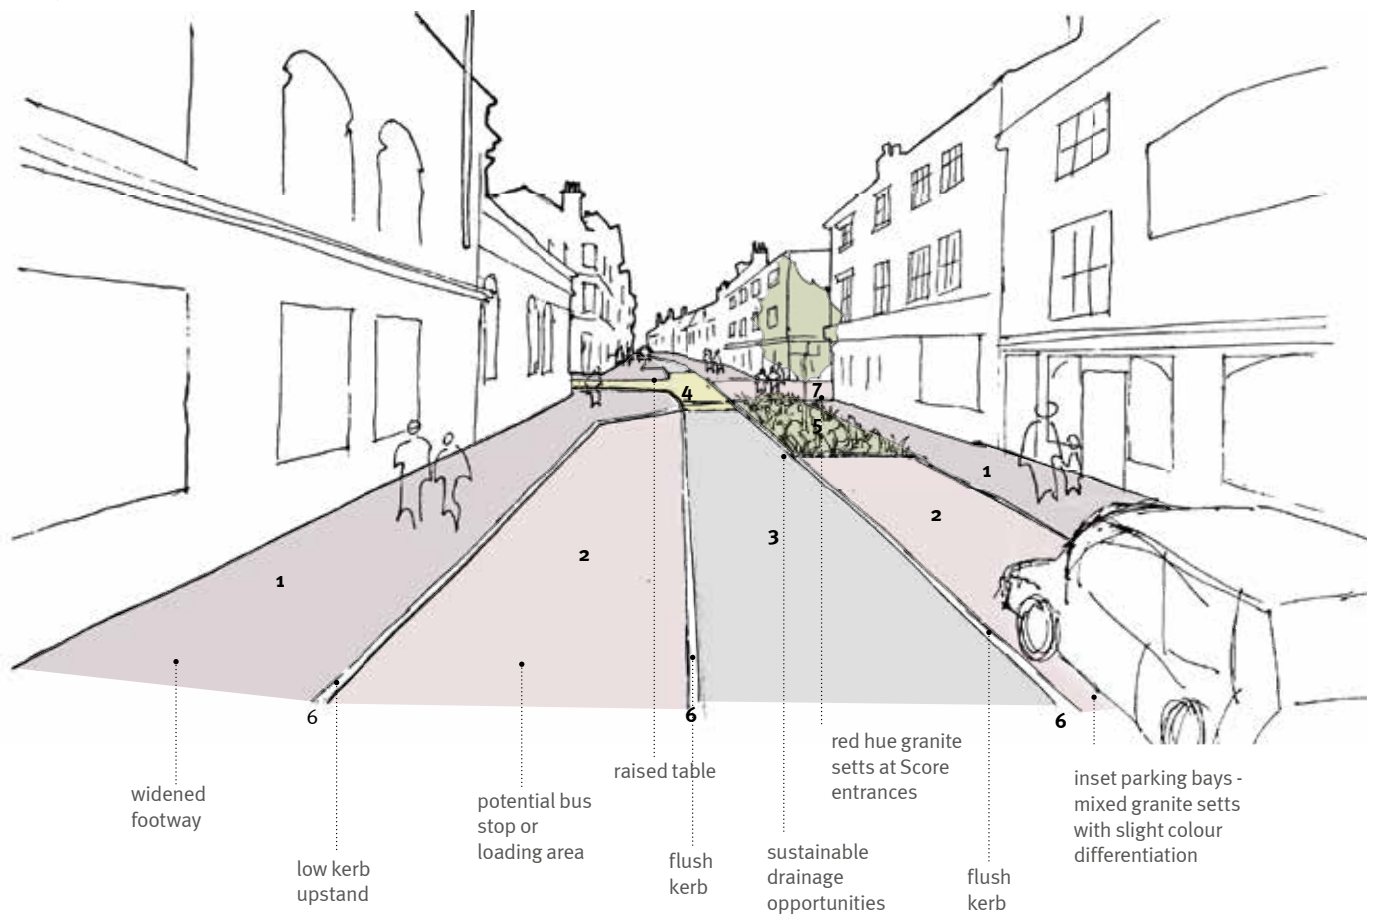 4
7
5
1
2
3
2
1
6
6
6
red hue granite
setts at Score
entrances
raised table
inset parking bays -
mixed granite setts
with slight colour
differentiation
widened
footway
potential bus
stop or
loading area
flush
kerb
sustainable
drainage
opportunities
low kerb
upstand
flush
kerb